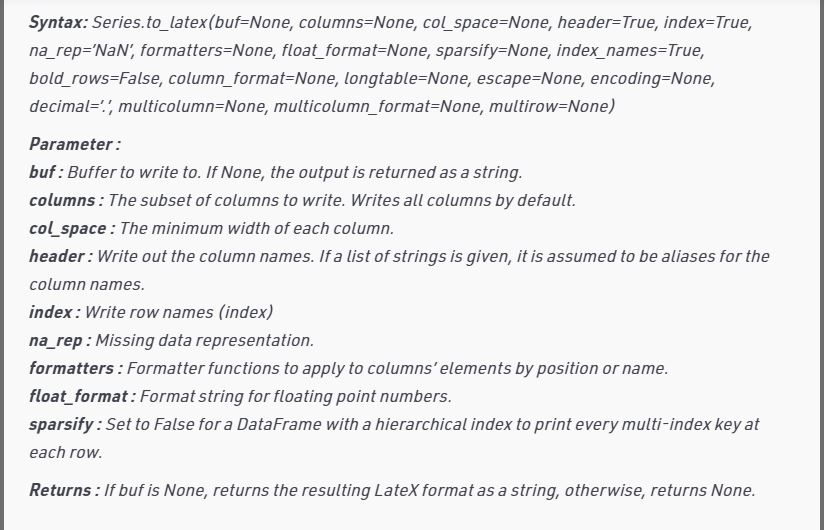 Syntax: Series.to_latex(buf=None, columns=None, col_space=None, header=True, index=True,
na_rep=’NaN’, formatters=None, float_format=None, sparsify=None, index_names=True,
bold_rows=False, column_format=None, longtable=None, escape=None, encoding=None,
decimal=’.’, multicolumn=None, multicolumn_format=None, multirow=None)
Parameter :
buf : Buffer to write to. If None, the output is returned as a string.
columns : The subset of columns to write. Writes all columns by default.
col_space : The minimum width of each column.
header : Write out the column names. If a list of strings is given, it is assumed to be aliases for the
column names.
index : Write row names (index)
na_rep : Missing data representation.
formatters : Formatter functions to apply to columns’ elements by position or name.
float_format : Format string for floating point numbers.
sparsify : Set to False for a DataFrame with a hierarchical index to print every multi-index key at
each row.
Returns : If buf is None, returns the resulting LateX format as a string, otherwise, returns None.